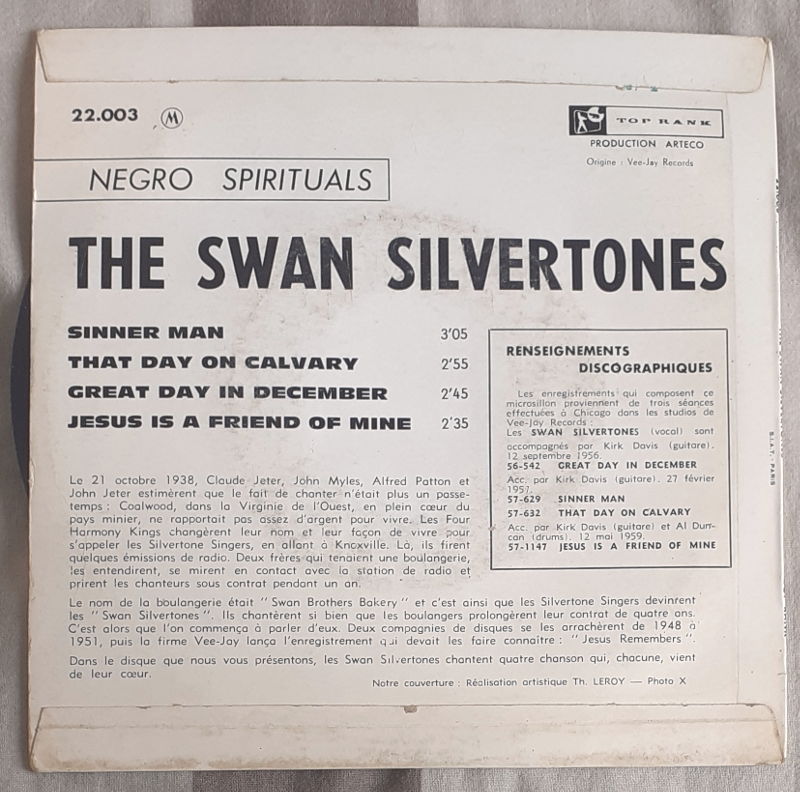 22.003 M
TOP RANK
PRODUCTION ARTECO
Origine : Vee-Jay Records
NEGRO SPIRITUALS
THE SWAN SILVERTONES
SINNER MAN 3'05
THAT DAY ON CALVARY 2'55
GREAT DAY IN DECEMBER 2'45
JESUS IS A FRIEND OF MINE 2'35
RENSEIGNEMENTS
DISCOGRAPHIQUES
Les enregistrements qui composent ce
microsillon proviennent de trois séances
effectuées à Chicago dans les studios de
Vee-Jay Records :
Les SWAN SILVERTONES (vocal) sont
accompagnés par Kirk Davis (guitare).
12 septembre 1956.
56-542 GREAT DAY IN DECEMBER
Acc. par Kirk Davis (guitare). 27 février
1957.
57-629 SINNER MAN
57-632 THAT DAY ON CALVARY
Acc. par Kirk Davis (guitare) et Al Dun-
can (drums). 12 mai 1959.
57-1147 JESUS IS A FRIEND OF MINE
Le 21 octobre 1938, Claude Jeter, John Myles, Alfred Patton et
John Jeter estimèrent que le fait de chanter n'était plus un passe-
temps : Coalwood, dans la Virginie de l'Ouest, en plein cœur du
pays minier, ne rapportait pas assez d'argent pour vivre. Les Four
Harmony Kings changèrent leur nom et leur façon de vivre pour
s'appeler les Silvertone Singers, en allant à Knoxville. Là, ils firent
quelques émissions de radio. Deux frères qui tenaient une boulangerie,
les entendirent, se mirent en contact avec la station de radio et
prirent les chanteurs sous contrat pendant un an.
Le nom de la boulangerie était " Swan Brothers Bakery " et c'est ainsi que les Silvertone Singers devinrent
les " Swan Silvertones ". Ils chantèrent si bien que les boulangers prolongèrent leur contrat de quatre ans.
C'est alors que l'on commença à parler d'eux. Deux compagnies de disques se les arrachèrent de 1948 à
1951, puis la firme Vee-Jay lança l'enregistrement qui devait les faire connaître : " Jesus Remembers ".
Dans le disque que nous vous présentons, les Swan Silvertones chantent quatre chanson qui, chacune, vient
de leur cœur.
Notre couverture : Réalisation artistique Th. LEROY — Photo X
S.I.A.T. - PARIS